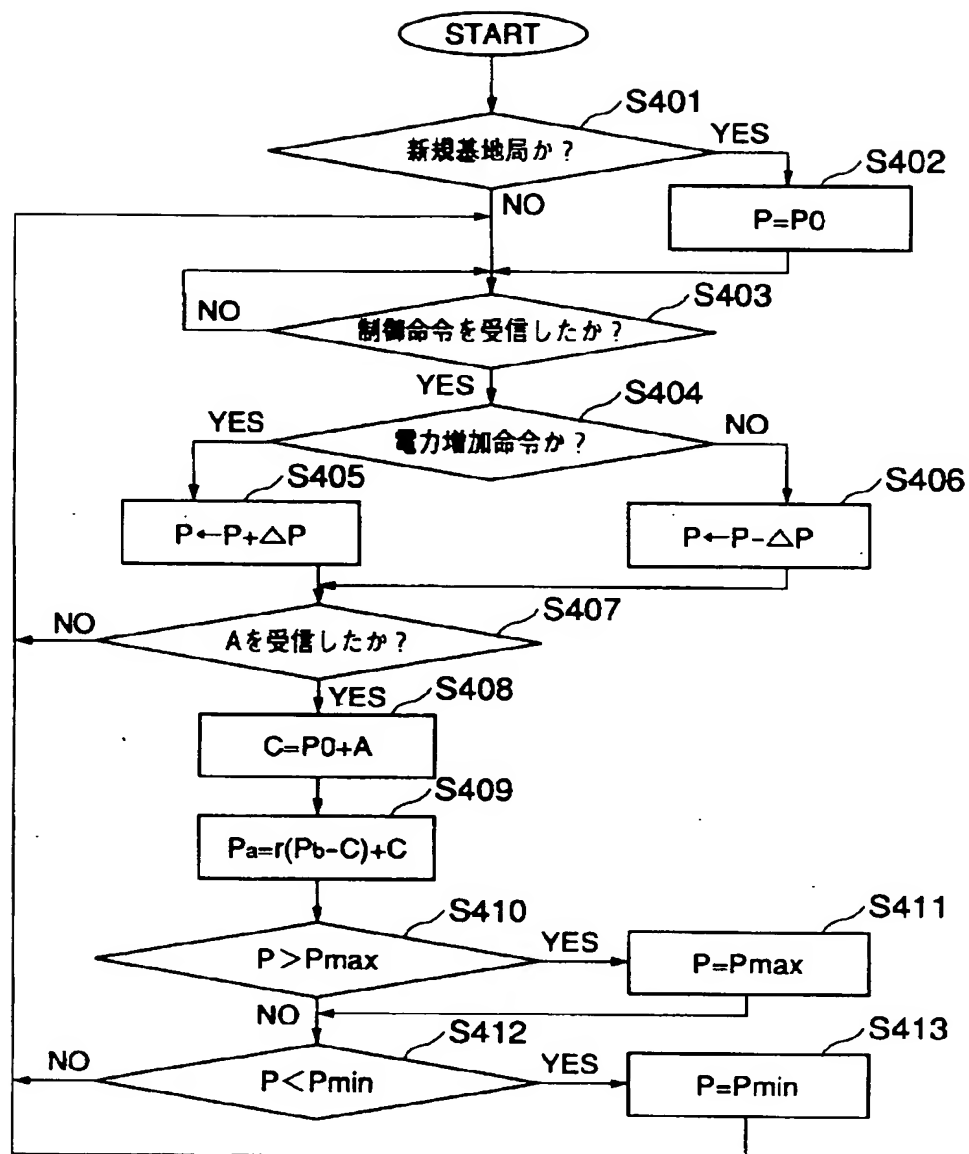 START
S401
新規基地局か？
YES
S402
NO
P=P0
S403
NO
制御命令を受信したか？
YES
S404
YES
電力増加命令か？
NO
S405
S406
P←P+△P
P←P-△P
S407
NO
Aを受信したか？
YES
S408
C=P0+A
S409
Pa=r(Pb-C)+C
S410
S411
P＞Pmax
YES
P=Pmax
NO
S412
S413
NO
P＜Pmin
YES
P=Pmin